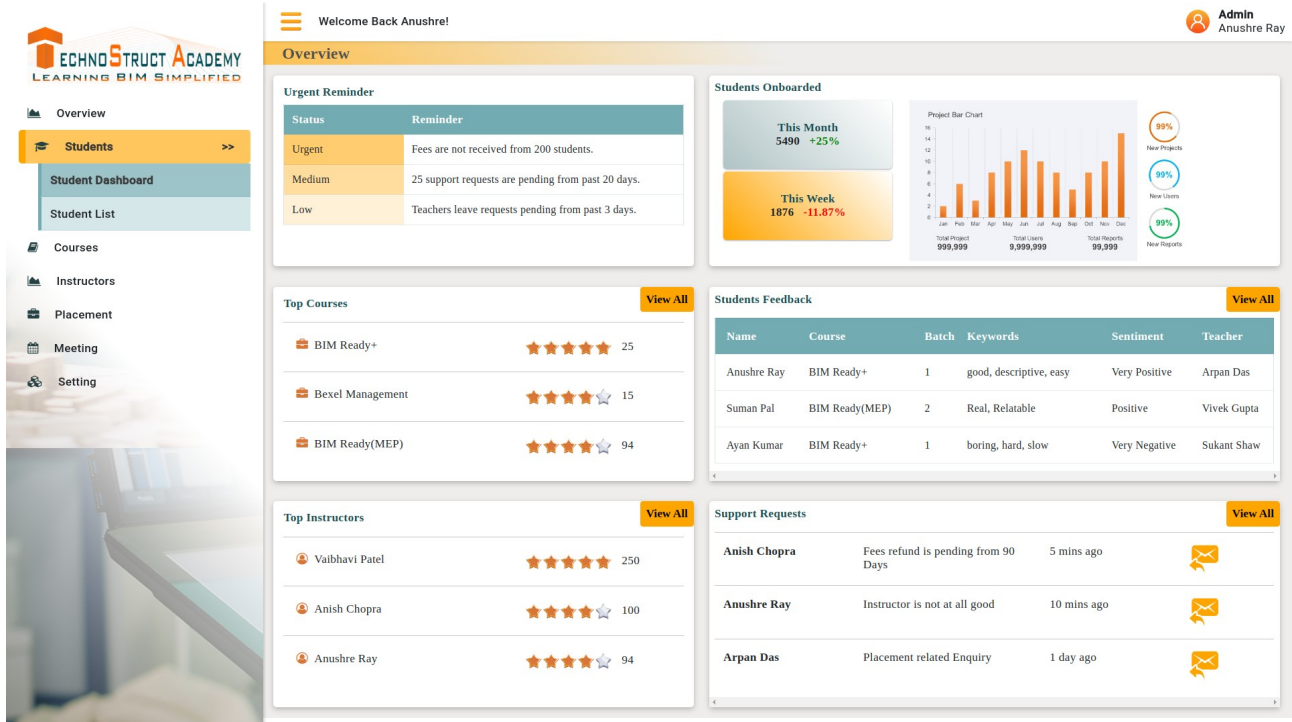 TECHNOSTRUCT ACADEMY
LEARNING BIM SIMPLIFIED
Overview
Students >>
Student Dashboard
Student List
Courses
Instructors
Placement
Meeting
Setting
Welcome Back Anushre!
Admin
Anushre Ray
Overview
Urgent Reminder
Status Reminder
Urgent Fees are not received from 200 students.
Medium 25 support requests are pending from past 20 days.
Low Teachers leave requests pending from past 3 days.
Students Onboarded
This Month
5490 +25%
This Week
1876 -11.87%
Project Bar Chart
16
14
12
10
8
6
4
2
0
Jan Feb Mar Apr May Jun Jul Aug Sep Oct Nov Dec
Total Project Total Users Total Reports
999,999 9,999,999 99,999
99%
New Projects
99%
New Users
99%
New Reports
Top Courses View All
BIM Ready+ 25
Bexel Management 15
BIM Ready(MEP) 94
Students Feedback View All
Name Course Batch Keywords Sentiment Teacher
Anushre Ray BIM Ready+ 1 good, descriptive, easy Very Positive Arpan Das
Suman Pal BIM Ready(MEP) 2 Real, Relatable Positive Vivek Gupta
Ayan Kumar BIM Ready+ 1 boring, hard, slow Very Negative Sukant Shaw
Top Instructors View All
Vaibhavi Patel 250
Anish Chopra 100
Anushre Ray 94
Support Requests View All
Anish Chopra Fees refund is pending from 90 5 mins ago
Days
Anushre Ray Instructor is not at all good 10 mins ago
Arpan Das Placement related Enquiry 1 day ago